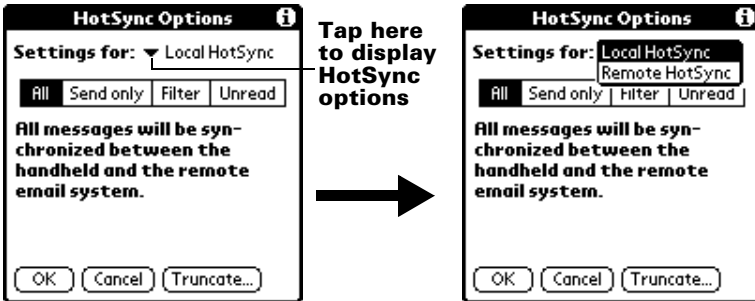 HotSync Options i
Settings for: Local HotSync
All Send only Filter Unread
All messages will be syn-
chronized between the
handheld and the remote
email system.
OK Cancel Truncate...
Tap here
to display
HotSync
options
HotSync Options i
Settings for: Local HotSync
Remote HotSync
All Send only Filter Unread
All messages will be syn-
chronized between the
handheld and the remote
email system.
OK Cancel Truncate...